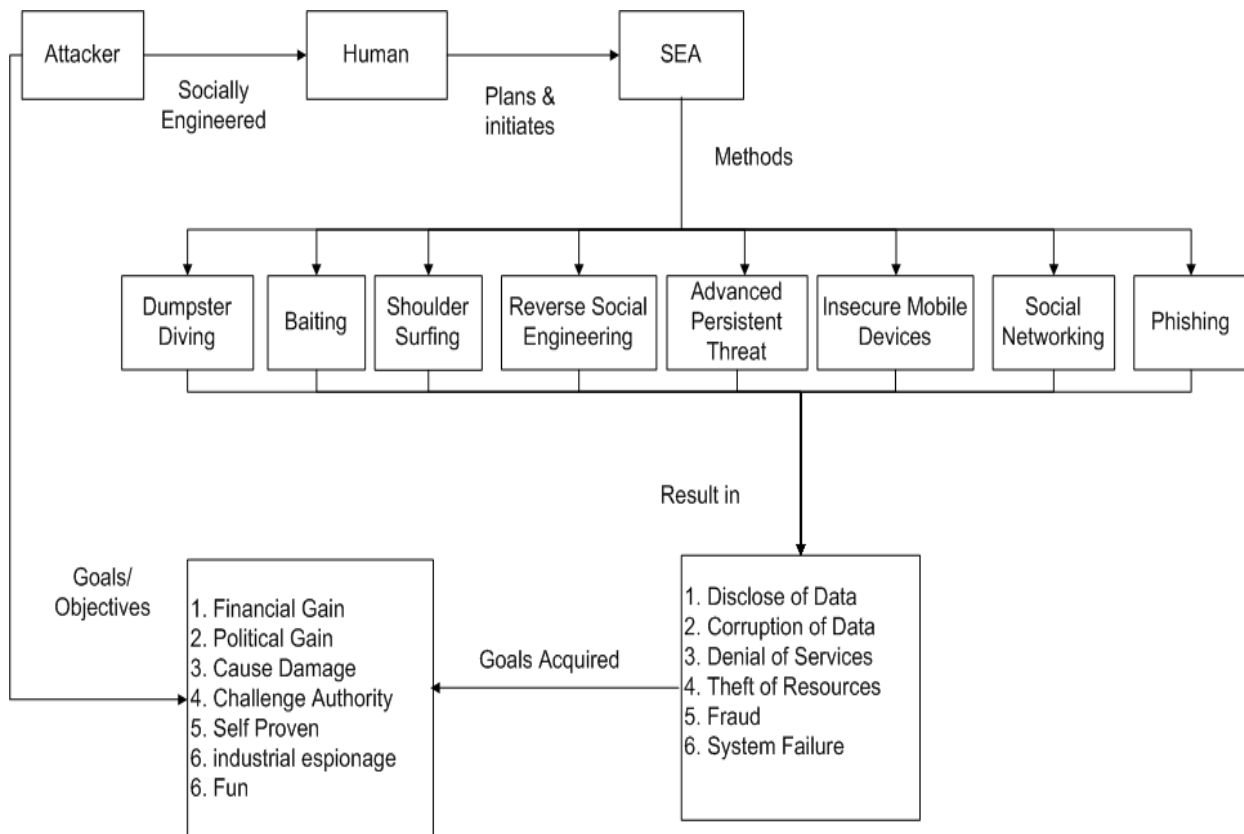 Attacker
Human
SEA
Socially
Engineered
Plans &
initiates
Methods
Dumpster
Diving
Baiting
Shoulder
Surfing
Reverse Social
Engineering
Advanced
Persistent
Threat
Insecure Mobile
Devices
Social
Networking
Phishing
Result in
Goals/
Objectives
1. Financial Gain
2. Political Gain
3. Cause Damage
4. Challenge Authority
5. Self Proven
6. industrial espionage
6. Fun
Goals Acquired
1. Disclose of Data
2. Corruption of Data
3. Denial of Services
4. Theft of Resources
5. Fraud
6. System Failure